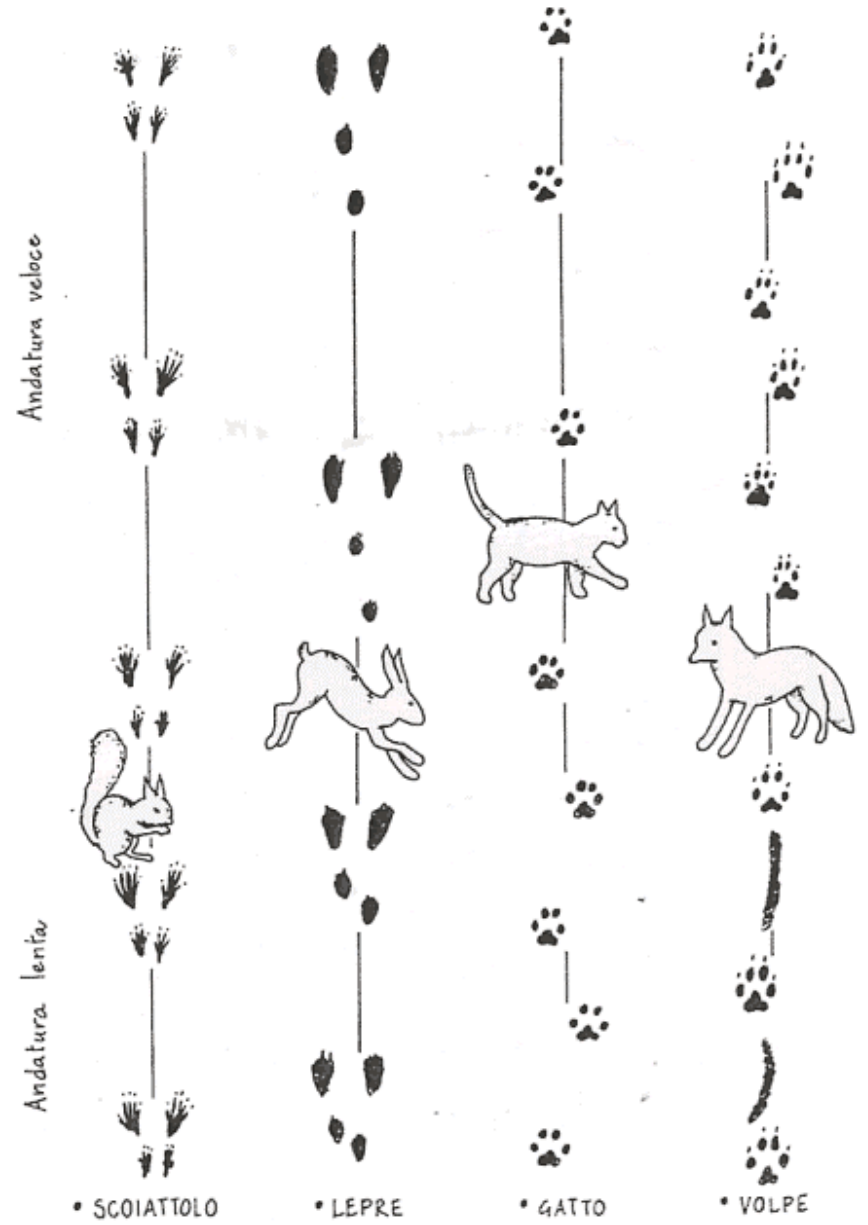 Andatura veloce
Andatura lenta
• SCOIATTOLO
• LEPRE
• GATTO
• VOLPE